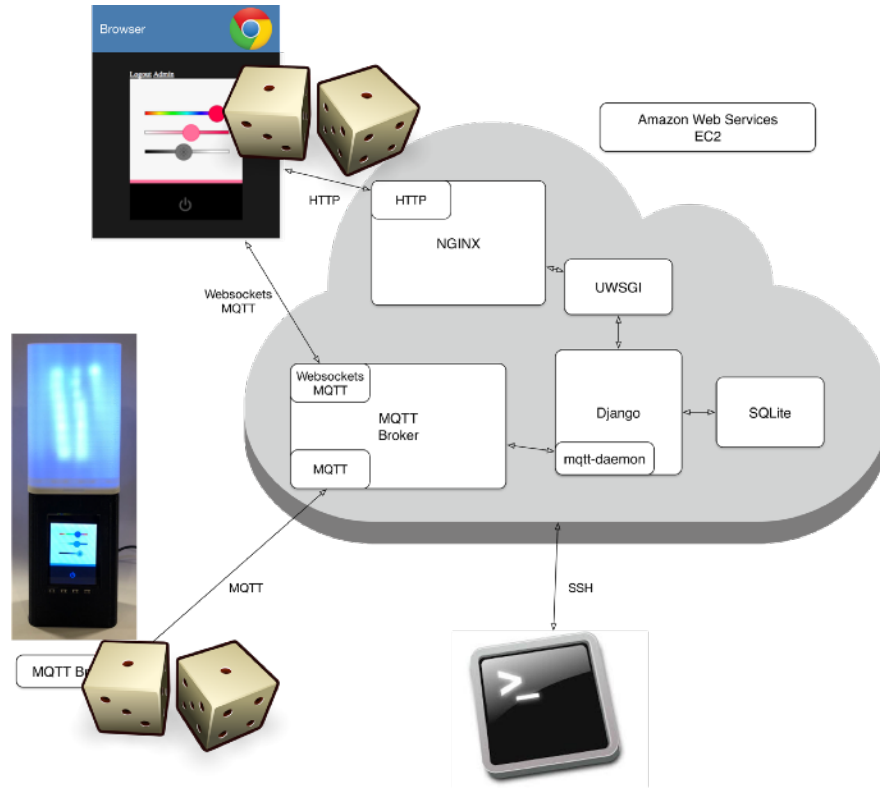 Browser
Logout Admin
Amazon Web Services
EC2
HTTP
HTTP
NGINX
UWSGI
Websockets
MQTT
Websockets
MQTT
MQTT
Broker
Django
SQLite
MQTT
mqtt-daemon
MQTT
SSH
MQTT
>_